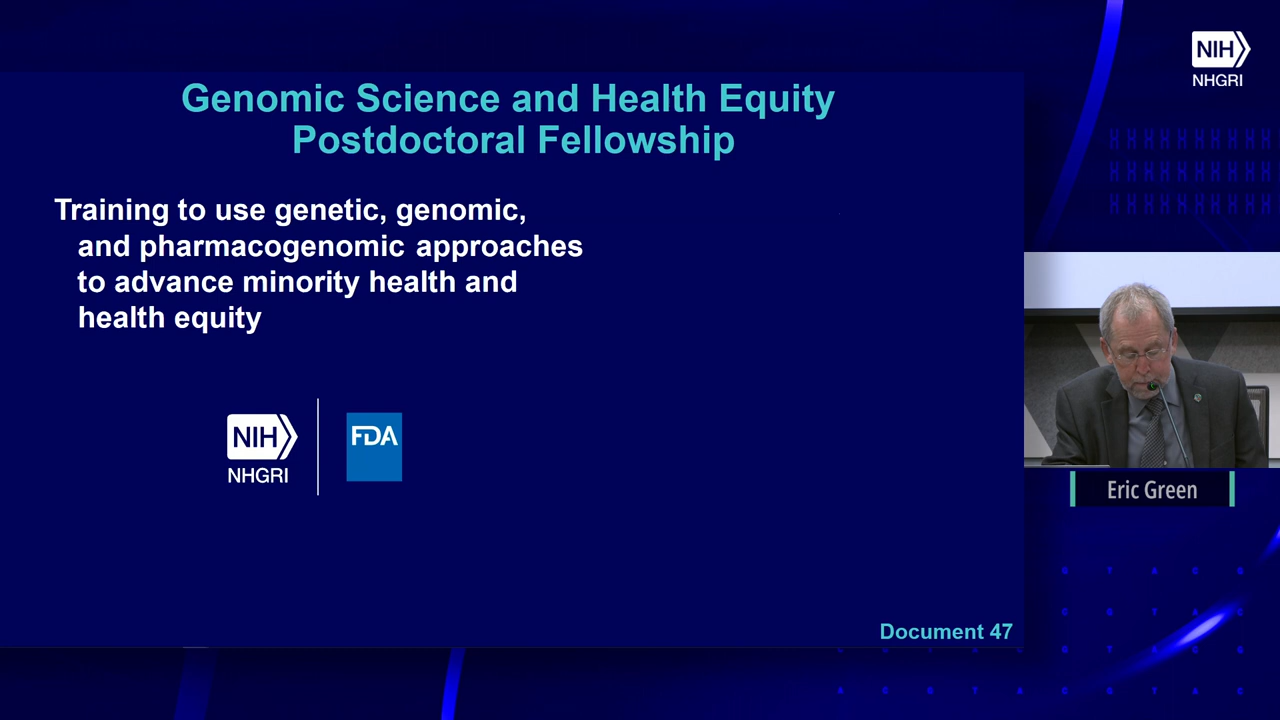 NIH
NHGRI
Genomic Science and Health Equity
Postdoctoral Fellowship
Training to use genetic, genomic,
and pharmacogenomic approaches
to advance minority health and
health equity
NIH
NHGRI
FDA
Eric Green
Document 47